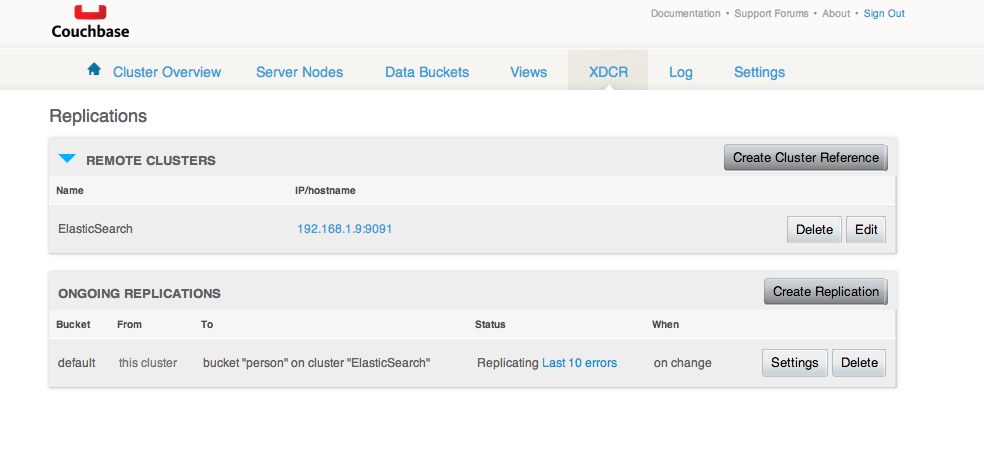 Couchbase
Documentation • Support Forums • About • Sign Out
Cluster Overview Server Nodes Data Buckets Views XDCR Log Settings
Replications
REMOTE CLUSTERS Create Cluster Reference
Name IP/hostname
ElasticSearch 192.168.1.9:9091 Delete Edit
ONGOING REPLICATIONS Create Replication
Bucket From To Status When
default this cluster bucket "person" on cluster "ElasticSearch" Replicating Last 10 errors on change Settings Delete